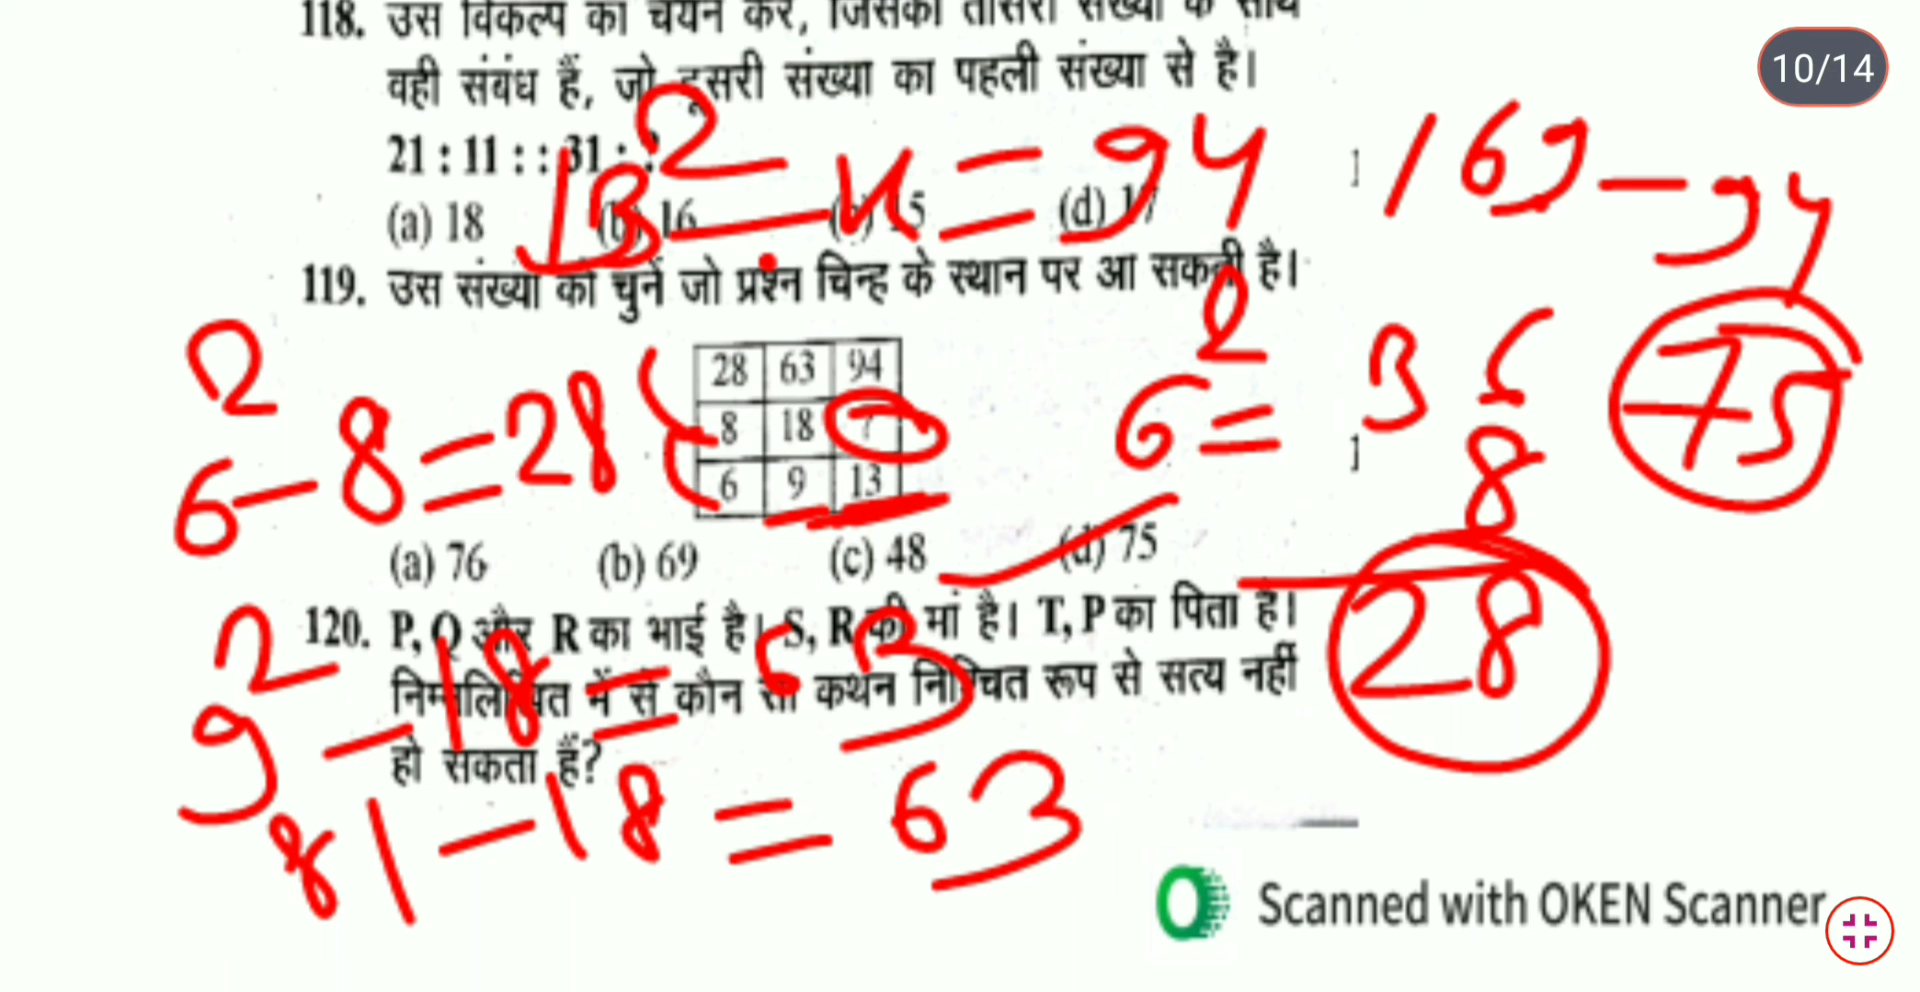 118. उस विकल्प का चयन करें, जिसका तीसरी संख्या के साथ
वही संबंध हैं, जो दूसरी संख्या का पहली संख्या से है।
10/14
21 : 11 : : 31 : ?
(a) 18 (b) 16 (c) 15 (d) 17
13² - x = 94
169 - 94
75
119. उस संख्या को चुनें जो प्रश्न चिन्ह के स्थान पर आ सकती है।
28 63 94
8 18 ?
6 9 13
6² - 8 = 28
6² = 36
8
28
(a) 76 (b) 69 (c) 48 (d) 75
120. P, Q और R का भाई है। S, R की मां है। T, P का पिता है।
निम्नलिखित में से कौन सा कथन निश्चित रूप से सत्य नहीं
हो सकता हैं?
9² - 18 = 63
81 - 18 = 63
Scanned with OKEN Scanner